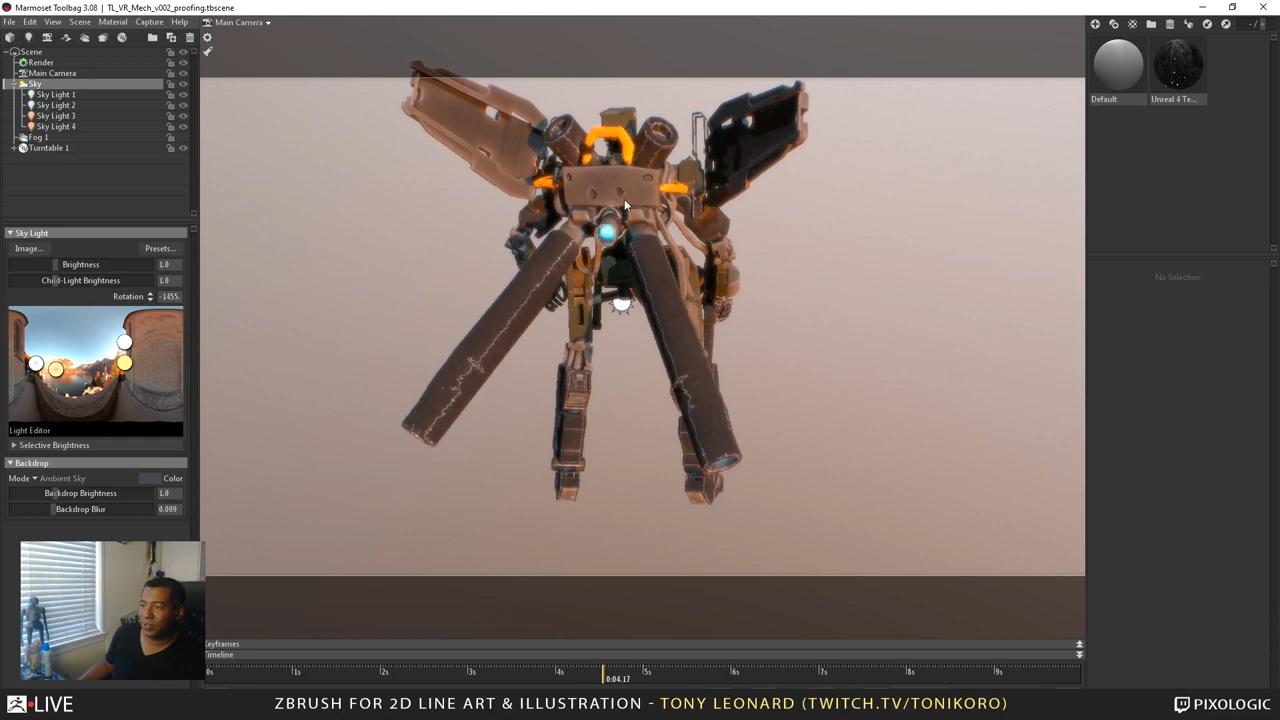 Marmoset Toolbag 3.08 | TL_VR_Mech_v002_proofing.tbscene
File Edit View Scene Material Capture Help
Main Camera
Scene
Render
Main Camera
Sky
Sky Light 1
Sky Light 2
Sky Light 3
Sky Light 4
Fog 1
Turntable 1
Default
Unreal 4 Te...
No Selection
Sky Light
Image...
Presets...
Brightness 1.0
Child-Light Brightness 1.0
Rotation -1455.
Light Editor
Selective Brightness
Backdrop
Mode Ambient Sky Color
Backdrop Brightness 1.0
Backdrop Blur 0.009
Keyframes
Timeline
0s 1s 2s 3s 4s 5s 6s 7s 8s 9s
0:04.17
LIVE
ZBRUSH FOR 2D LINE ART & ILLUSTRATION - TONY LEONARD (TWITCH.TV/TONIKORO)
PIXOLOGIC